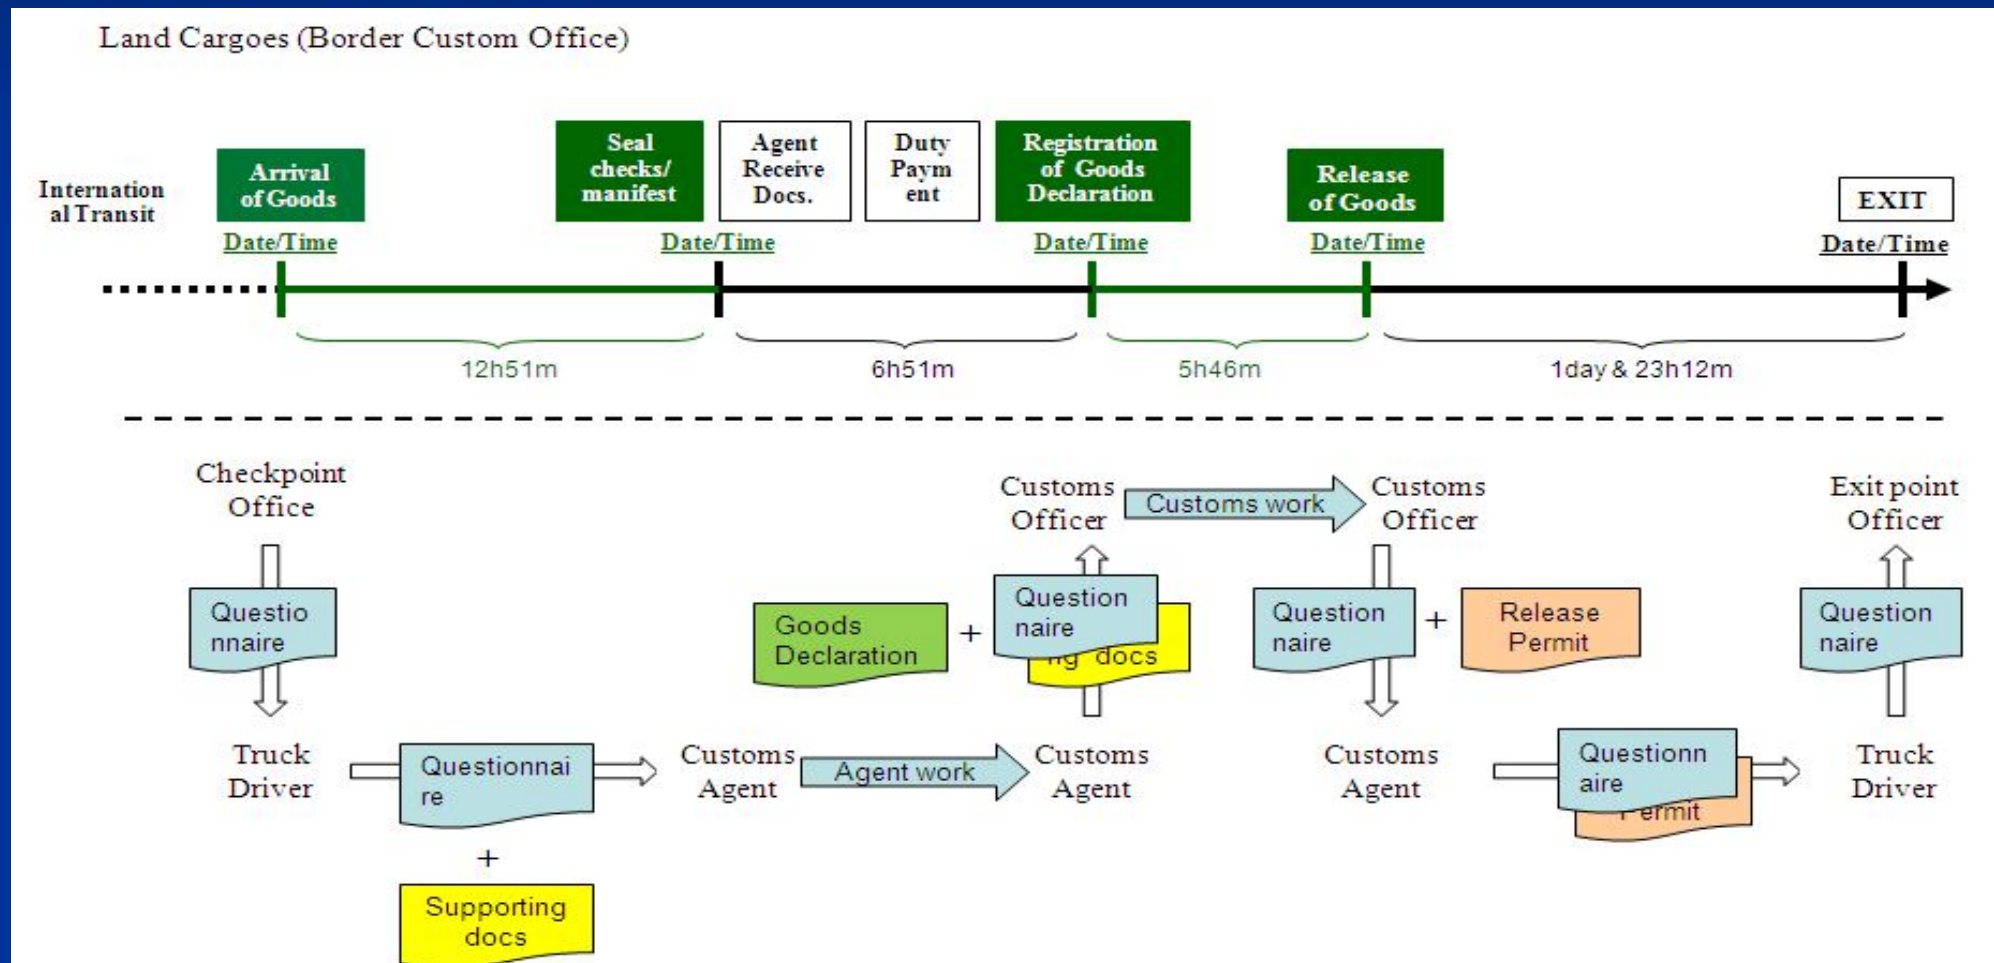 Land Cargoes (Border Custom Office)
Internation
al Transit
Arrival
of Goods
Seal
checks/
manifest
Agent
Receive
Docs.
Duty
Paym
ent
Registration
of Goods
Declaration
Release
of Goods
EXIT
Date/Time
Date/Time
Date/Time
Date/Time
Date/Time
12h51m
6h51m
5h46m
1day & 23h12m
Checkpoint
Office
Customs
Officer
Customs work
Customs
Officer
Exit point
Officer
Questio
nnaire
Goods
Declaration
+
Question
naire
ng docs
Question
naire
+
Release
Permit
Question
naire
Truck
Driver
Questionnai
re
Customs
Agent
Agent work
Customs
Agent
Customs
Agent
Questionn
aire
Permit
Truck
Driver
+
Supporting
docs